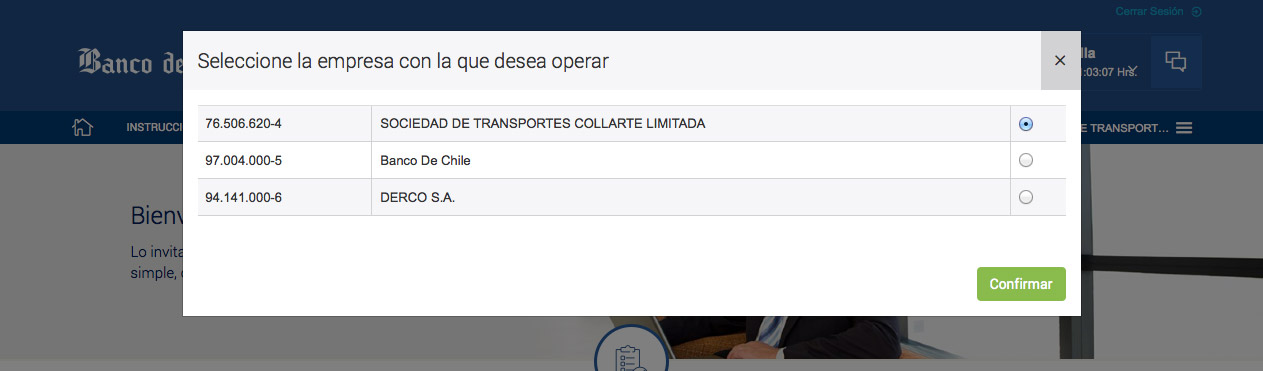 Cerrar Sesión
Banco de
Seleccione la empresa con la que desea operar
lla
:03:07 Hrs.
INSTRUCCI
E TRANSPORT...
76.506.620-4 SOCIEDAD DE TRANSPORTES COLLARTE LIMITADA
97.004.000-5 Banco De Chile
94.141.000-6 DERCO S.A.
Bienv
Lo invita
simple,
Confirmar